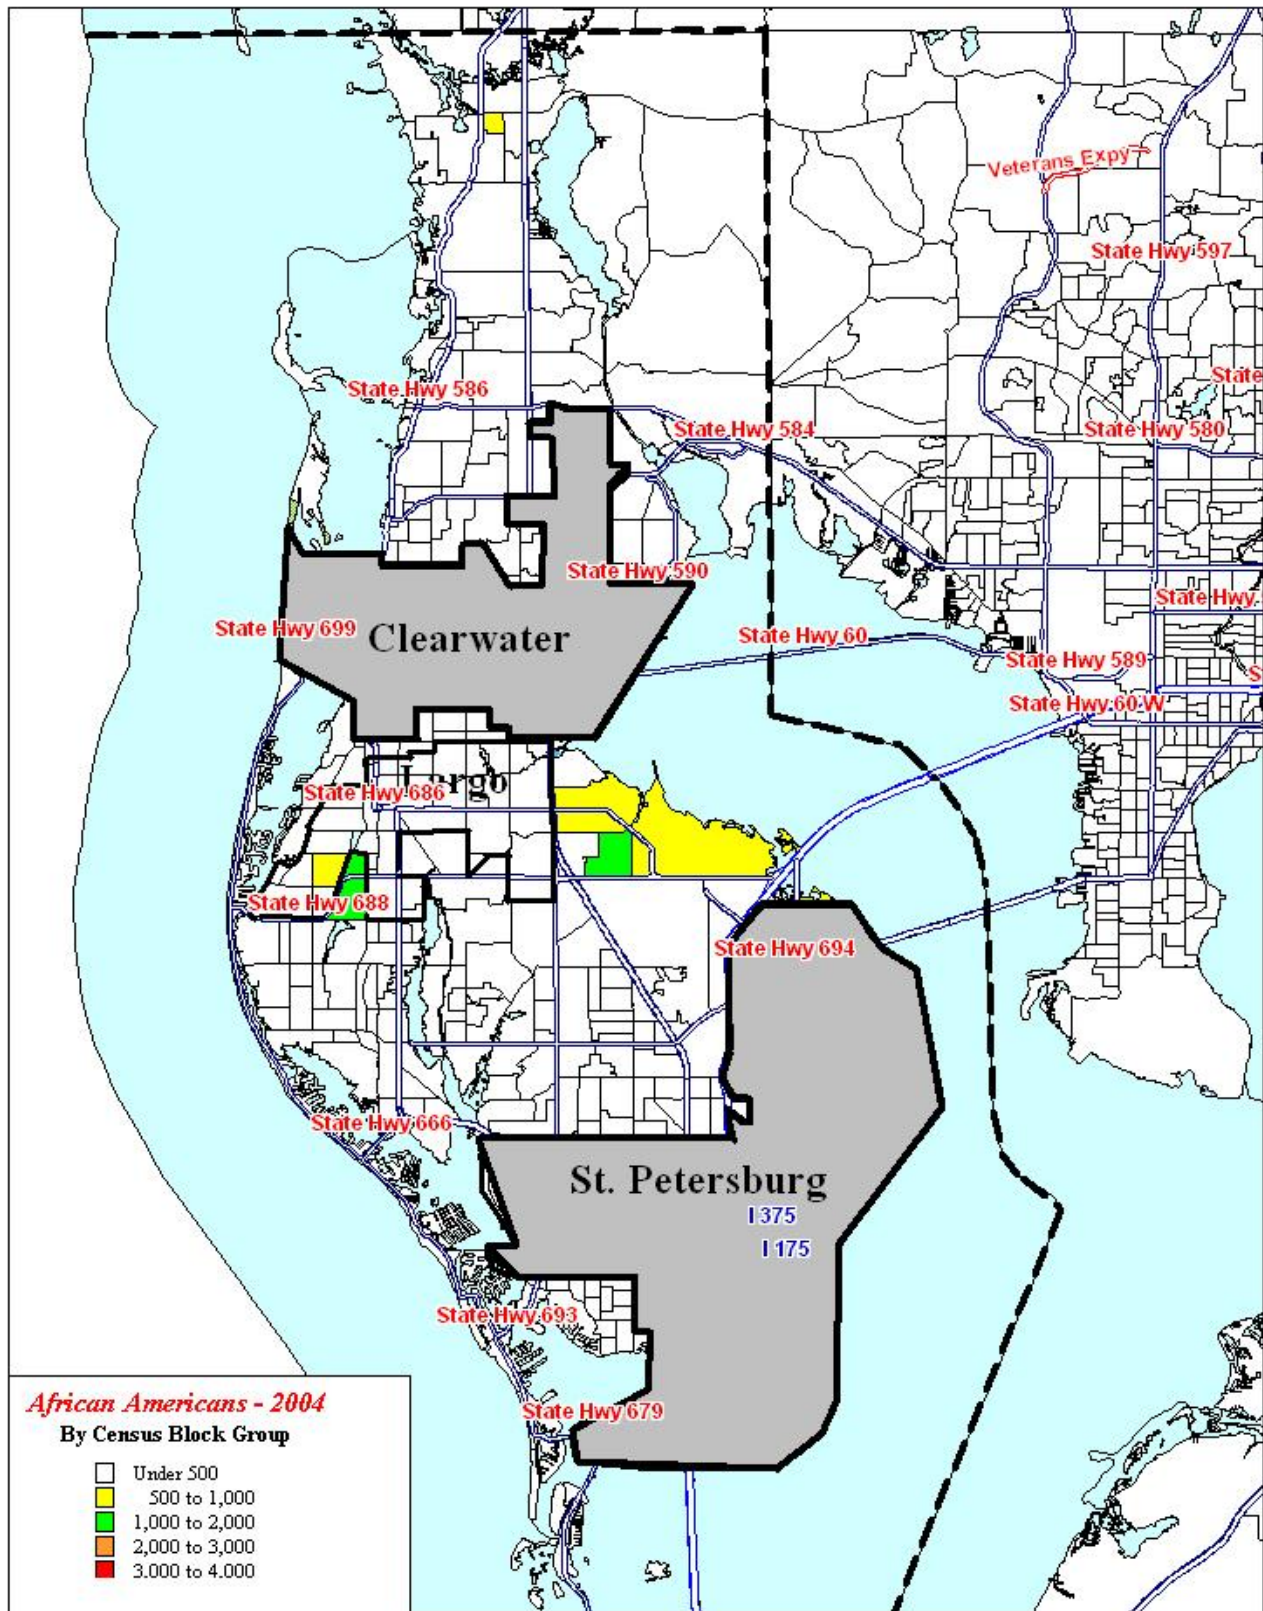 Veterans Expy
State Hwy 597
State
State Hwy 586
State Hwy 584
State Hwy 580
State Hwy 590
State Hwy
State Hwy 699
Clearwater
State Hwy 60
State Hwy 589
S
State Hwy 60 W
Largo
State Hwy 686
State Hwy 688
State Hwy 694
State Hwy 666
St. Petersburg
I 375
I 175
State Hwy 693
State Hwy 679
African Americans - 2004
By Census Block Group
Under 500
500 to 1,000
1,000 to 2,000
2,000 to 3,000
3.000 to 4.000